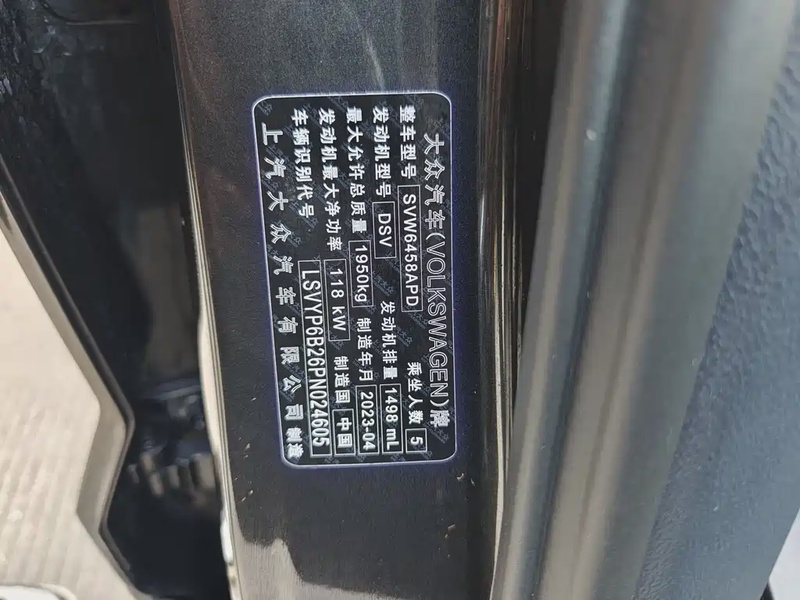 大众汽车(VOLKSWAGEN)牌
整车型号 SVW6458APD 乘坐人数 5
发动机型号 DSV 发动机排量 1498 mL
最大允许总质量 1950kg 制造年月 2023-04
发动机最大净功率 118 kW 制造国 中国
车辆识别代号 LSVYP6B26PN024605
上汽大众汽车有限公司 制造